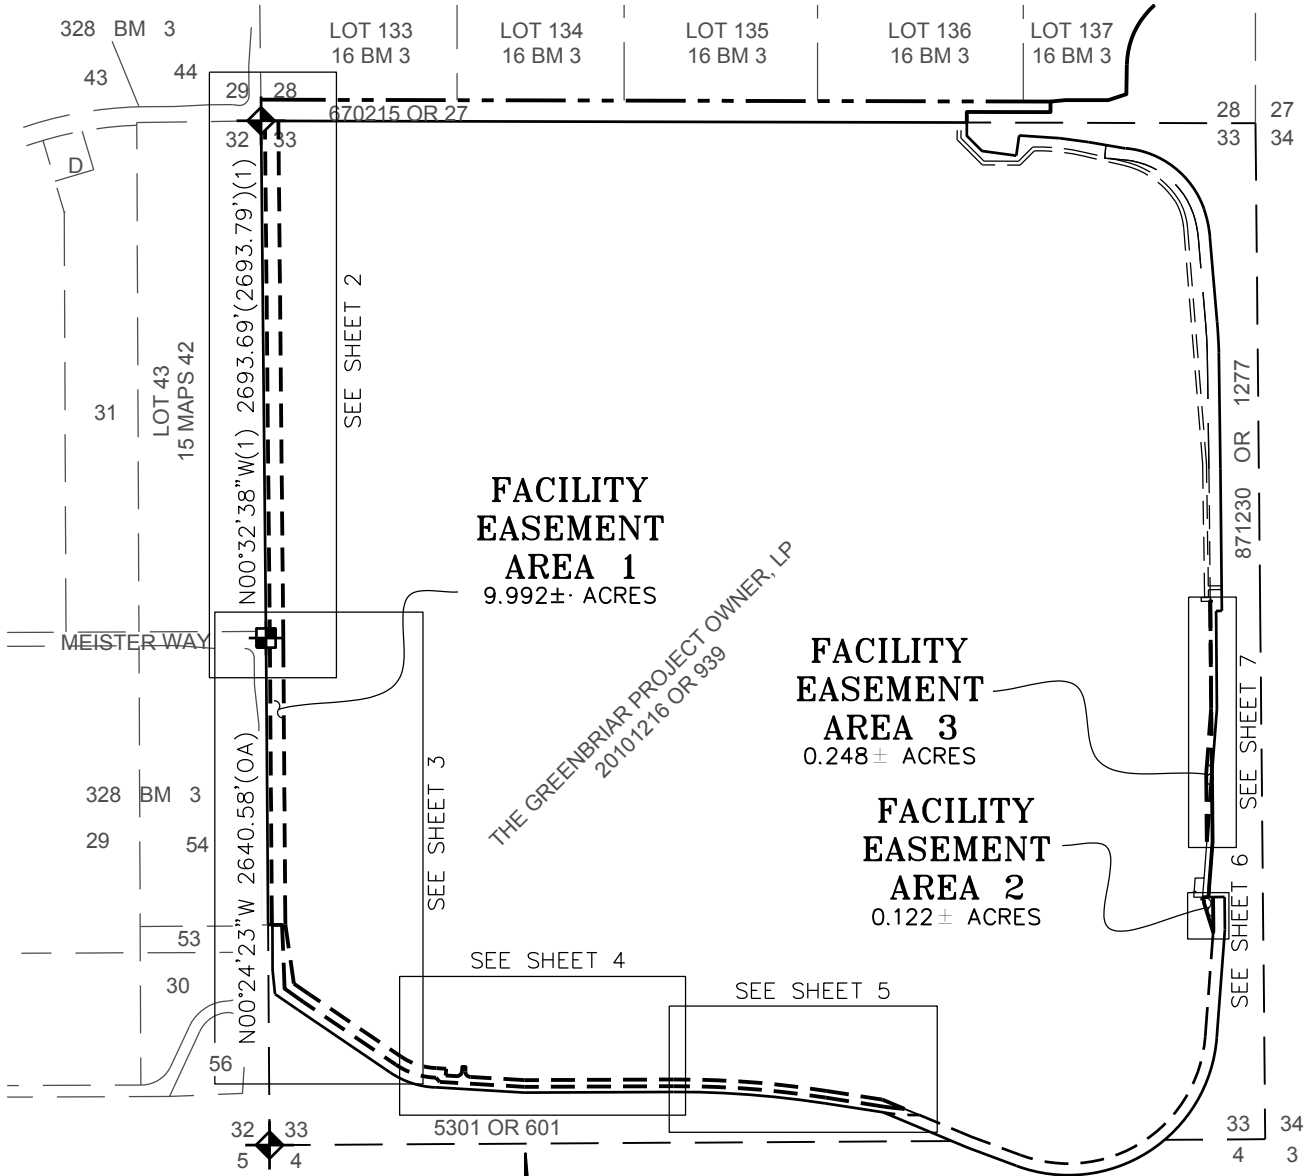 328 BM 3
LOT 133
16 BM 3
LOT 134
16 BM 3
LOT 135
16 BM 3
LOT 136
16 BM 3
LOT 137
16 BM 3
43
44
29
28
670215 OR 27
28
27
32
33
33
34
D
N00°32'38"W(1) 2693.69'(2693.79')(1)
SEE SHEET 2
LOT 43
15 MAPS 42
31
871230 OR 1277
FACILITY
EASEMENT
AREA 1
9.992±· ACRES
THE GREENBRIAR PROJECT OWNER, LP
20101216 OR 939
MEISTER WAY
FACILITY
EASEMENT
AREA 3
0.248± ACRES
SEE SHEET 7
N00°24'23"W 2640.58'(OA)
SEE SHEET 3
328 BM 3
29
54
FACILITY
EASEMENT
AREA 2
0.122± ACRES
SEE SHEET 6
53
30
SEE SHEET 4
SEE SHEET 5
56
32
33
5301 OR 601
33
34
5
4
4
3